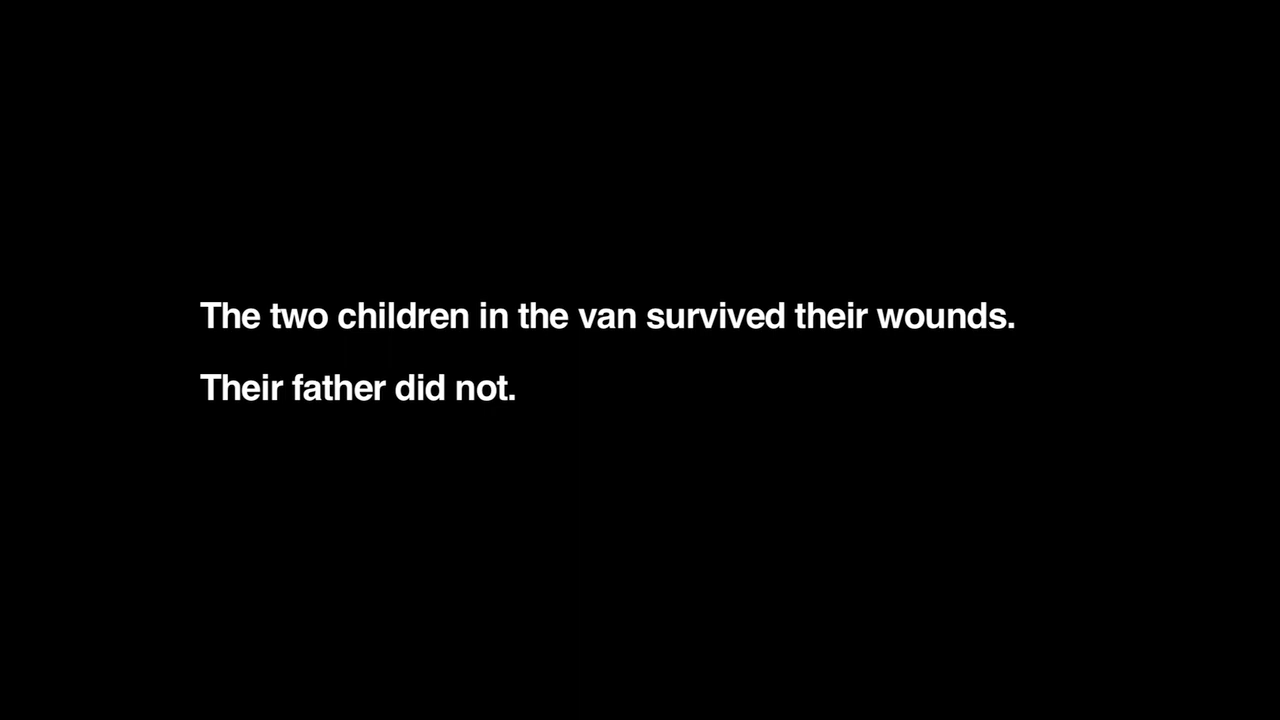 The two children in the van survived their wounds.
Their father did not.